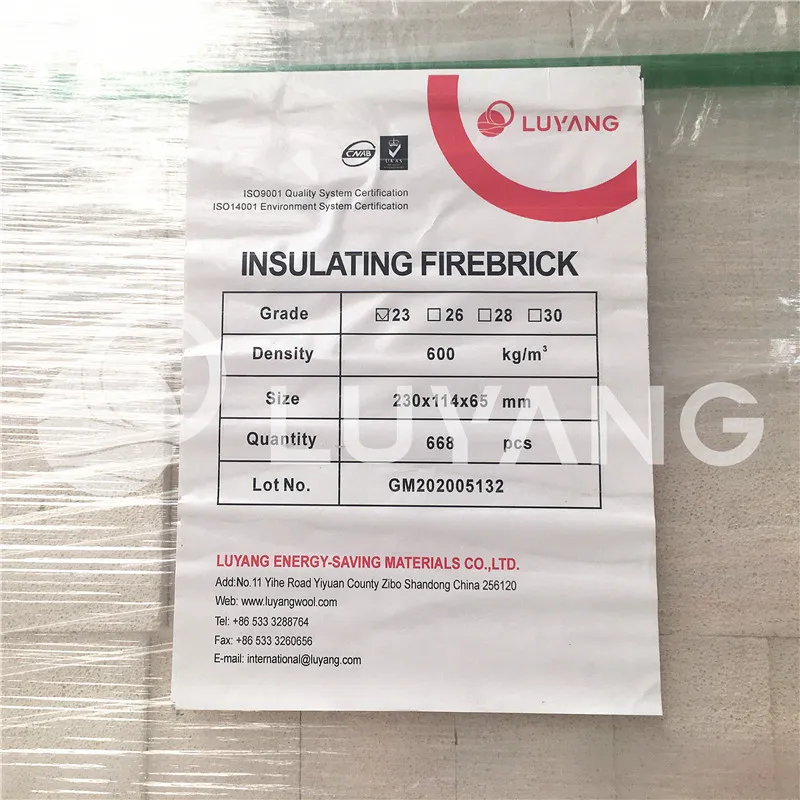 LUYANG
CNAB
UKAS
ISO9001 Quality System Certification
ISO14001 Environment System Certification
INSULATING FIREBRICK
Grade ☑23 ☐26 ☐28 ☐30
Density 600 kg/m³
Size 230x114x65 mm
Quantity 668 pcs
Lot No. GM202005132
LUYANG
LUYANG ENERGY-SAVING MATERIALS CO.,LTD.
Add:No.11 Yihe Road Yiyuan County Zibo Shandong China 256120
Web: www.luyangwool.com
Tel: +86 533 3288764
Fax: +86 533 3260656
E-mail: international@luyang.com